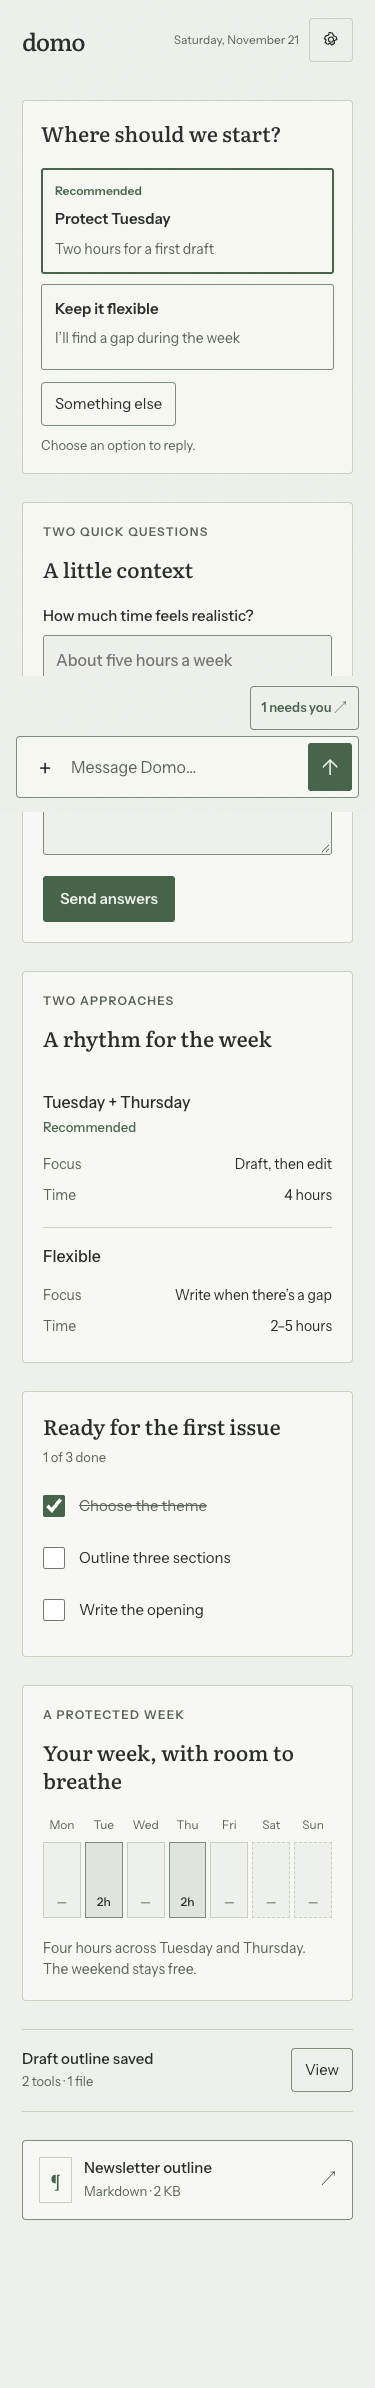 domo
Saturday, November 21
Where should we start?
Recommended
Protect Tuesday
Two hours for a first draft
Keep it flexible
I'll find a gap during the week
Something else
Choose an option to reply.
TWO QUICK QUESTIONS
A little context
How much time feels realistic?
About five hours a week
1 needs you ↗
+ Message Domo...
Send answers
TWO APPROACHES
A rhythm for the week
Tuesday + Thursday
Recommended
Focus Draft, then edit
Time 4 hours
Flexible
Focus Write when there's a gap
Time 2–5 hours
Ready for the first issue
1 of 3 done
Choose the theme
Outline three sections
Write the opening
A PROTECTED WEEK
Your week, with room to
breathe
Mon Tue Wed Thu Fri Sat Sun
– 2h – 2h – – –
Four hours across Tuesday and Thursday.
The weekend stays free.
Draft outline saved
2 tools · 1 file
View
¶
Newsletter outline
Markdown · 2 KB